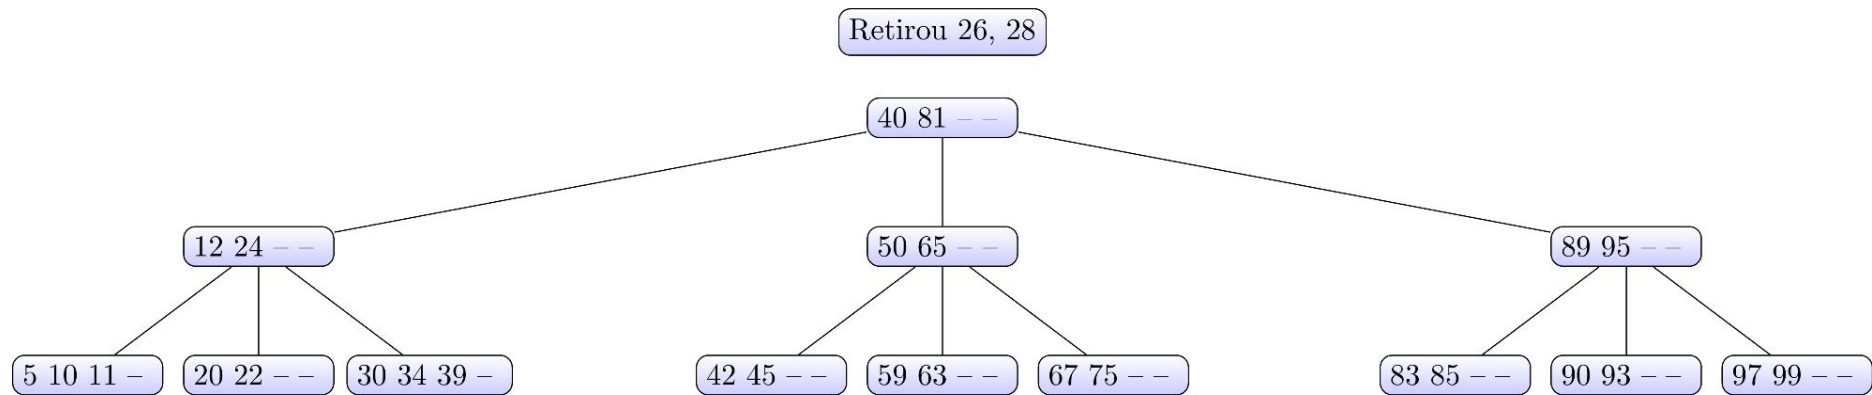 Retirou 26, 28
40 81 – –
12 24 – – 50 65 – – 89 95 – –
5 10 11 – 20 22 – – 30 34 39 – 42 45 – – 59 63 – – 67 75 – – 83 85 – – 90 93 – – 97 99 – –